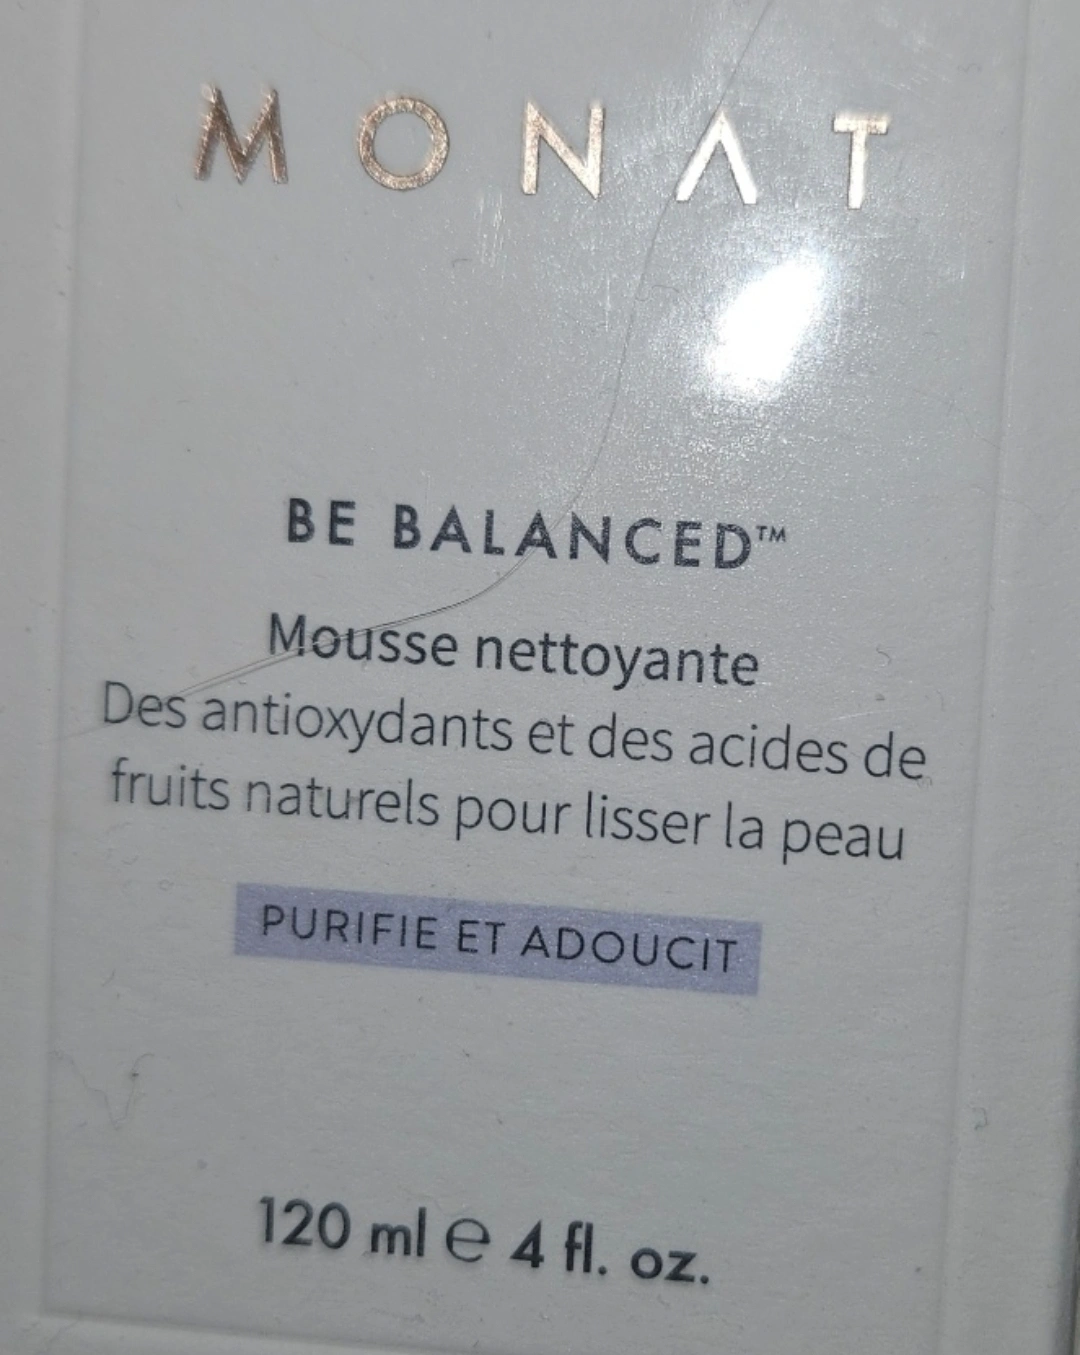 MONAT
BE BALANCED™
Mousse nettoyante
Des antioxydants et des acides de
fruits naturels pour lisser la peau
PURIFIE ET ADOUCIT
120 ml ℮ 4 fl. oz.